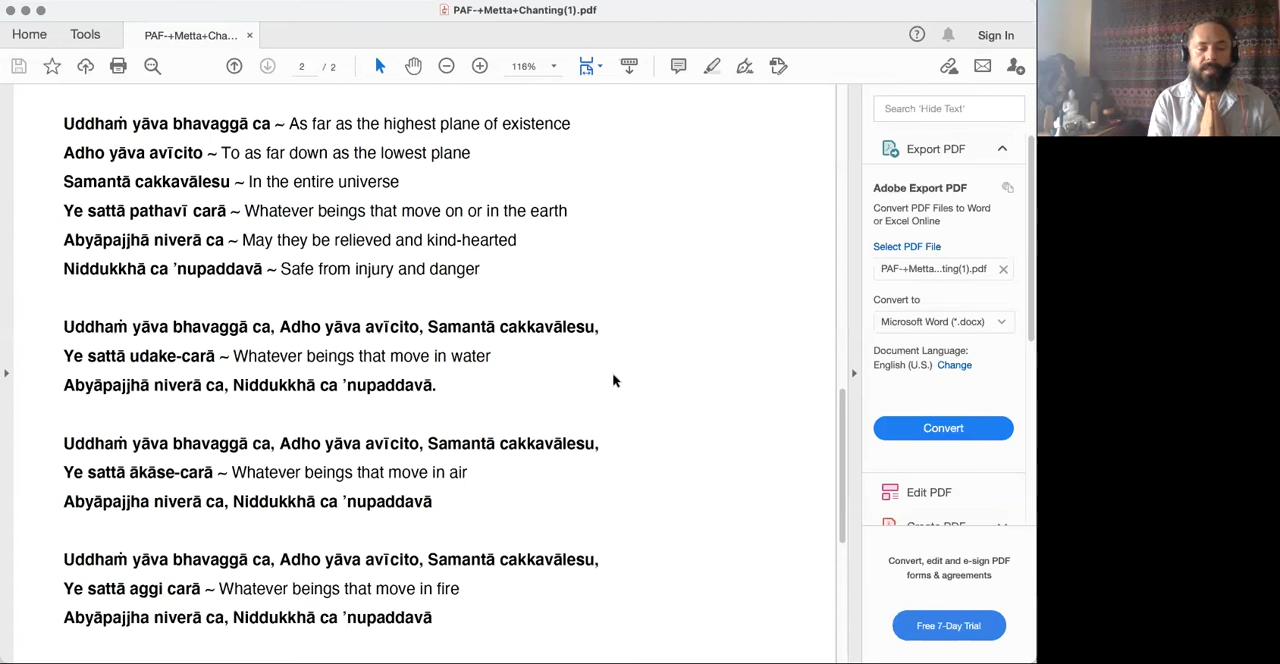 PAF-+Metta+Chanting(1).pdf
Home Tools PAF-+Metta+Cha... × Sign In
2 / 2 116%
Uddhaṁ yāva bhavaggā ca ~ As far as the highest plane of existence
Adho yāva avīcito ~ To as far down as the lowest plane
Samantā cakkavālesu ~ In the entire universe
Ye sattā pathavī carā ~ Whatever beings that move on or in the earth
Abyāpajjhā niverā ca ~ May they be relieved and kind-hearted
Niddukkhā ca ’nupaddavā ~ Safe from injury and danger
Uddhaṁ yāva bhavaggā ca, Adho yāva avīcito, Samantā cakkavālesu,
Ye sattā udake-carā ~ Whatever beings that move in water
Abyāpajjhā niverā ca, Niddukkhā ca ’nupaddavā.
Uddhaṁ yāva bhavaggā ca, Adho yāva avīcito, Samantā cakkavālesu,
Ye sattā ākāse-carā ~ Whatever beings that move in air
Abyāpajjha niverā ca, Niddukkhā ca ’nupaddavā
Uddhaṁ yāva bhavaggā ca, Adho yāva avīcito, Samantā cakkavālesu,
Ye sattā aggi carā ~ Whatever beings that move in fire
Abyāpajjha niverā ca, Niddukkhā ca ’nupaddavā
Search 'Hide Text'
Export PDF
Adobe Export PDF
Convert PDF Files to Word
or Excel Online
Select PDF File
PAF-+Metta...ting(1).pdf ×
Convert to
Microsoft Word (*.docx)
Document Language:
English (U.S.) Change
Convert
Edit PDF
Create PDF
Convert, edit and e-sign PDF
forms & agreements
Free 7-Day Trial